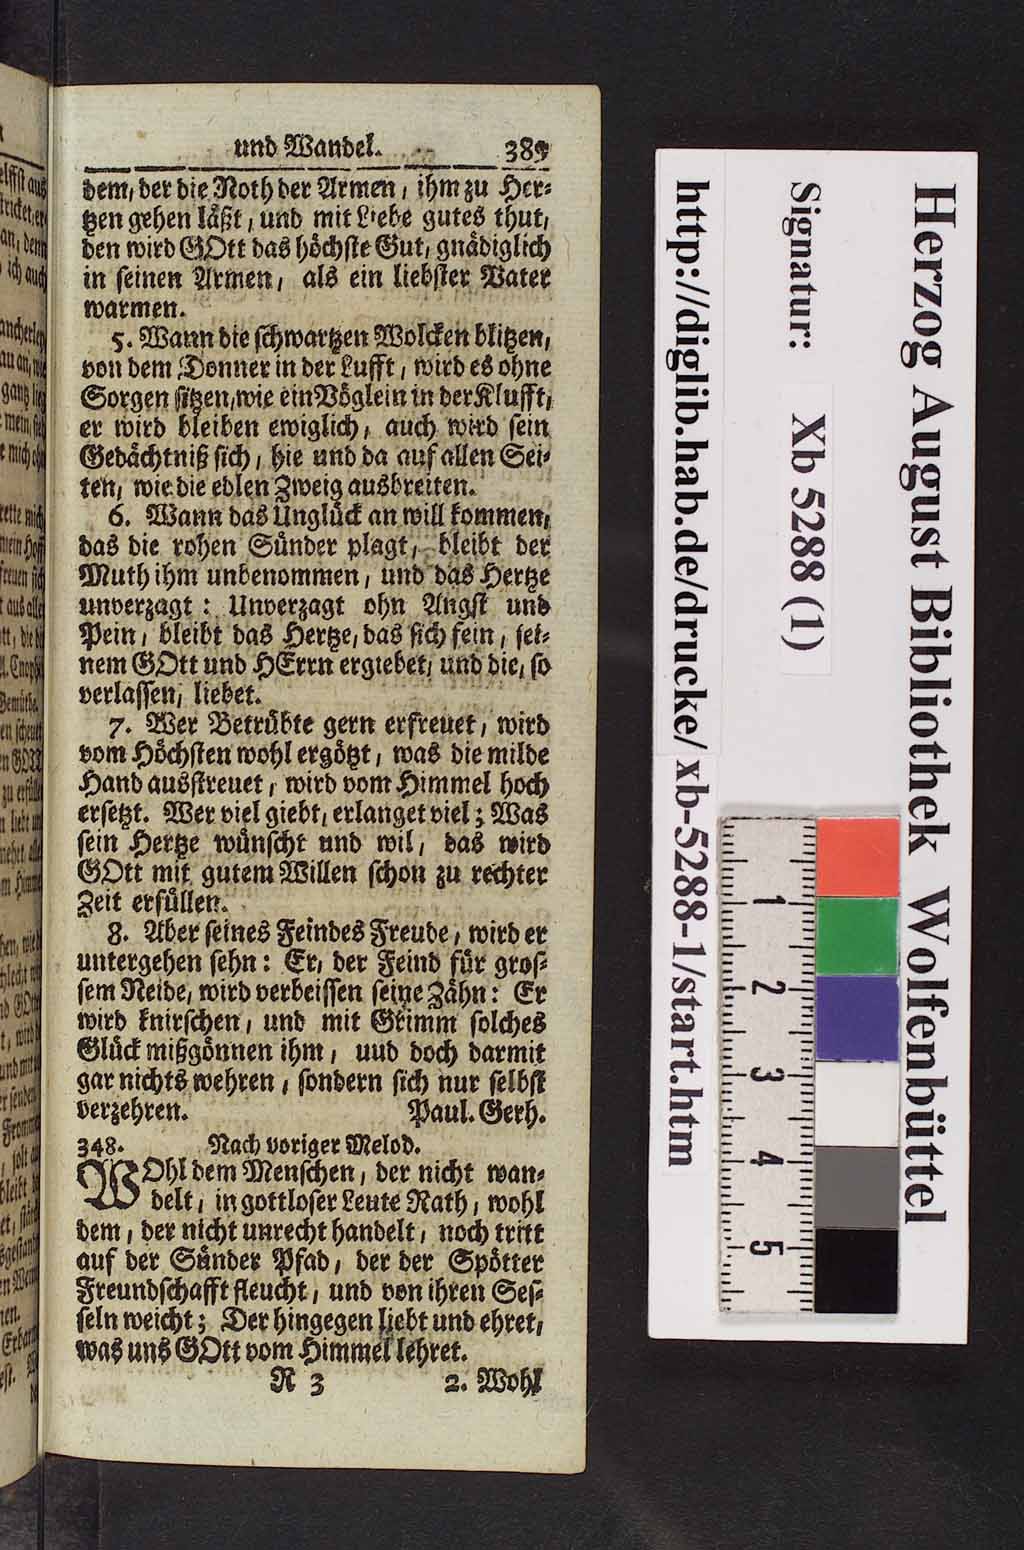 und Wandel. 389
dem, der die Noth der Armen, ihm zu Her-
tzen gehen läßt, und mit Liebe gutes thut,
den wird GOtt das höchste Gut, gnädiglich
in seinen Armen, als ein liebster Vater
warmen.
5. Wann die schwartzen Wolcken blitzen,
von dem Donner in der Lufft, wird es ohne
Sorgen sitzen, wie ein Vöglein in der Klufft,
er wird bleiben ewiglich, auch wird sein
Gedächtniß sich, hie und da auf allen Sei-
ten, wie die edlen Zweig ausbreiten.
6. Wann das Unglück an will kommen,
das die rohen Sünder plagt, bleibt der
Muth ihm unbenommen, und das Hertze
unverzagt: Unverzagt ohn Angst und
Pein, bleibt das Hertze, das sich fein, sei-
nem GOtt und HErrn ergiebet, und die, so
verlassen, liebet.
7. Wer Betrübte gern erfreuet, wird
vom Höchsten wohl ergötzt, was die milde
Hand ausstreuet, wird vom Himmel hoch
ersetzt. Wer viel giebt, erlanget viel; Was
sein Hertze wünscht und wil, das wird
GOtt mit gutem Willen schon zu rechter
Zeit erfüllen.
8. Aber seines Feindes Freude, wird er
untergehen sehn: Er, der Feind für gros-
sem Neide, wird verbeissen seine Zähn: Er
wird knirschen, und mit Grimm solches
Glück mißgönnen ihm, uud doch darmit
gar nichts wehren, sondern sich nur selbst
verzehren. Paul. Gerh.
348. Nach voriger Melod.
WOhl dem Menschen, der nicht wan-
delt, in gottloser Leute Rath, wohl
dem, der nicht unrecht handelt, noch tritt
auf der Sünder Pfad, der der Spötter
Freundschafft fleucht, und von ihren Ses-
seln weicht; Der hingegen liebt und ehret,
was uns GOtt vom Himmel lehret.
R 3 2. Wohl
Herzog August Bibliothek Wolfenbüttel
Signatur: Xb 5288 (1)
http://diglib.hab.de/drucke/ xb-5288-1/start.htm
1
2
3
4
5